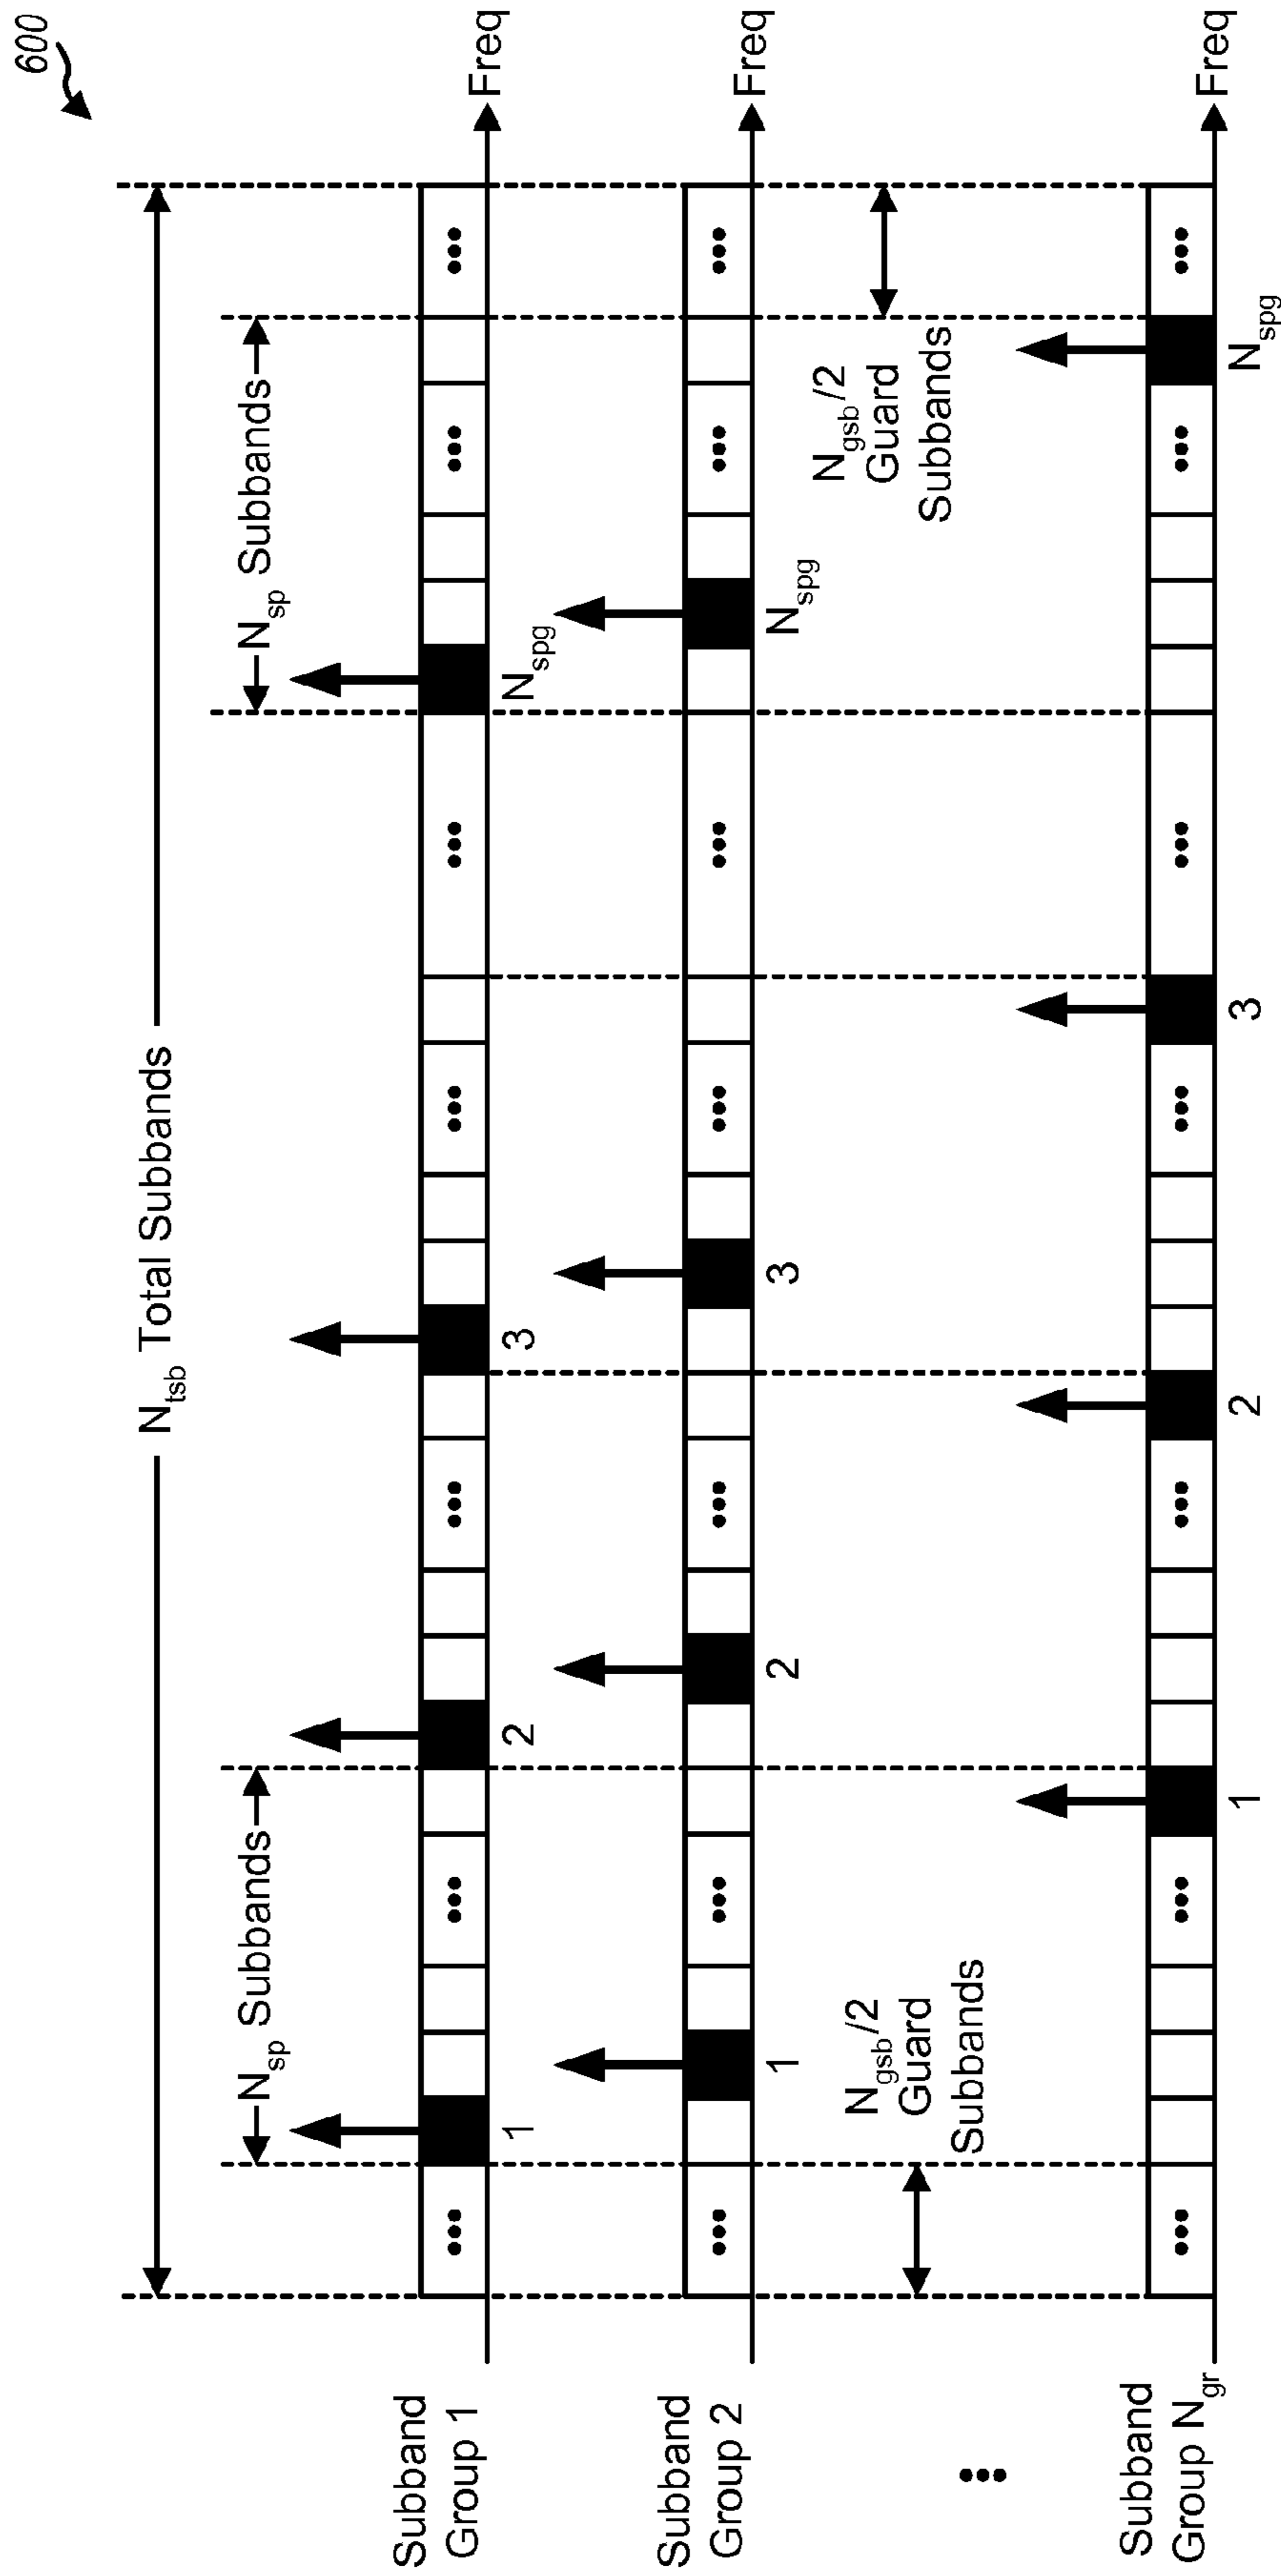 600
N_tsb Total Subbands
N_sp Subbands
N_sp Subbands
Subband
Group 1
1
2
3
N_spg
Freq
Subband
Group 2
1
2
3
N_spg
Freq
N_gsb/2
Guard
Subbands
N_gsb/2
Guard
Subbands
•••
Subband
Group N_gr
1
2
3
N_spg
Freq